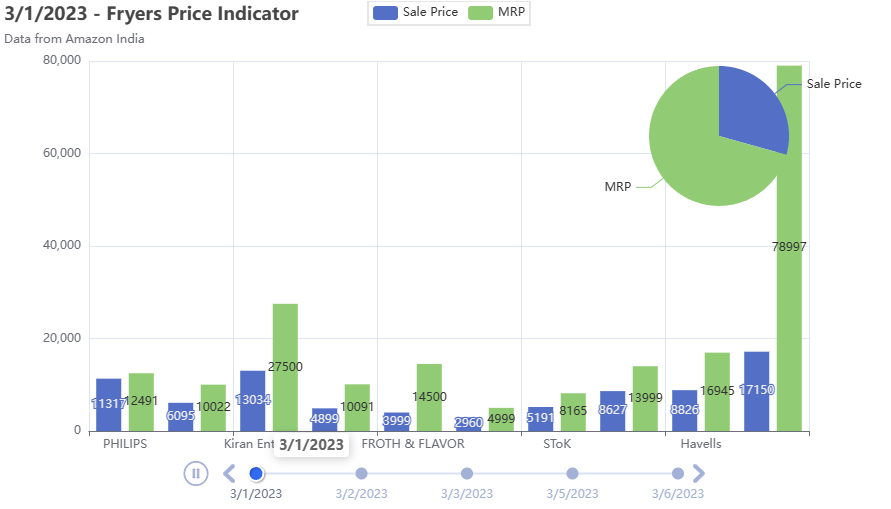 3/1/2023 - Fryers Price Indicator
Data from Amazon India
Sale Price
MRP
80,000
60,000
40,000
20,000
0
Sale Price
MRP
11317
12491
6095
10022
13034
27500
4899
10091
3999
14500
2960
4999
5191
8165
8627
13999
8826
16945
17150
78997
PHILIPS
Kiran Ent
FROTH & FLAVOR
SToK
Havells
3/1/2023
3/1/2023
3/2/2023
3/3/2023
3/5/2023
3/6/2023